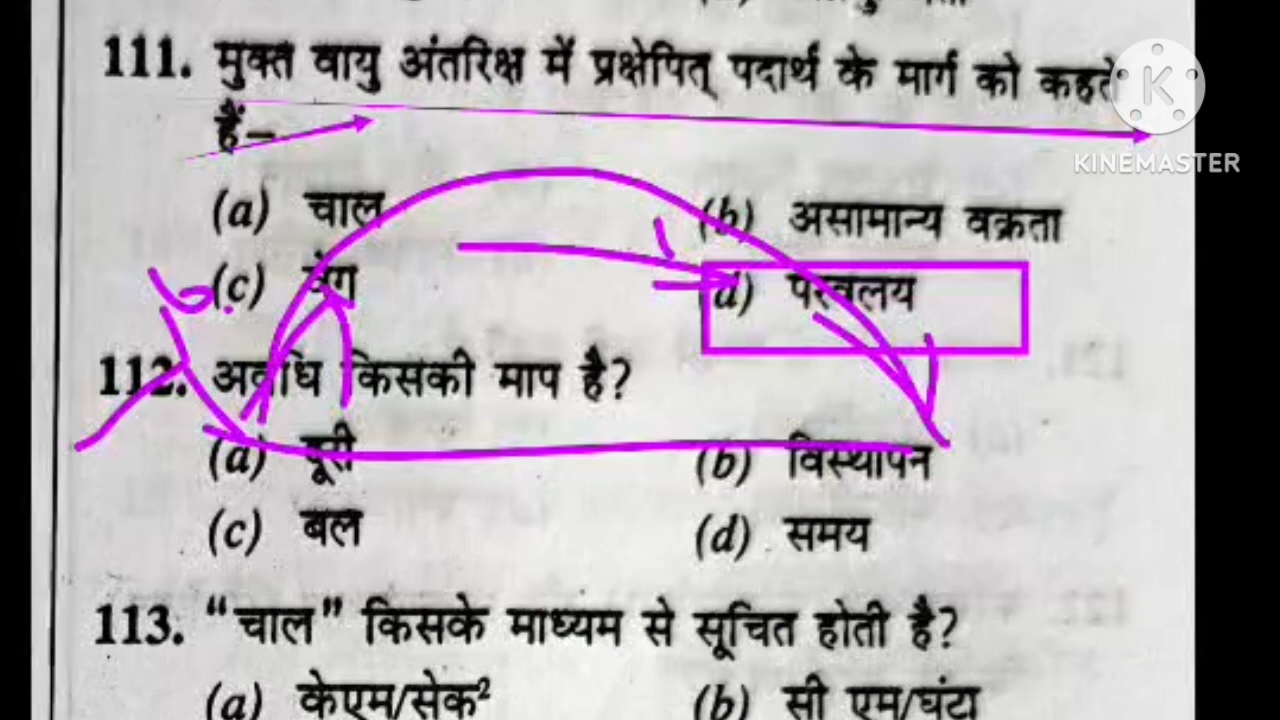 111. मुक्त वायु अंतरिक्ष में प्रक्षेपित् पदार्थ के मार्ग को कहते
हैं–
(a) चाल (b) असामान्य वक्रता
(c) वेग (d) परवलय
112. अवधि किसकी माप है?
(a) दूरी (b) विस्थापन
(c) बल (d) समय
113. “चाल” किसके माध्यम से सूचित होती है?
(a) केएम/सेक² (b) सी एम/घंटा
K
KINEMASTER